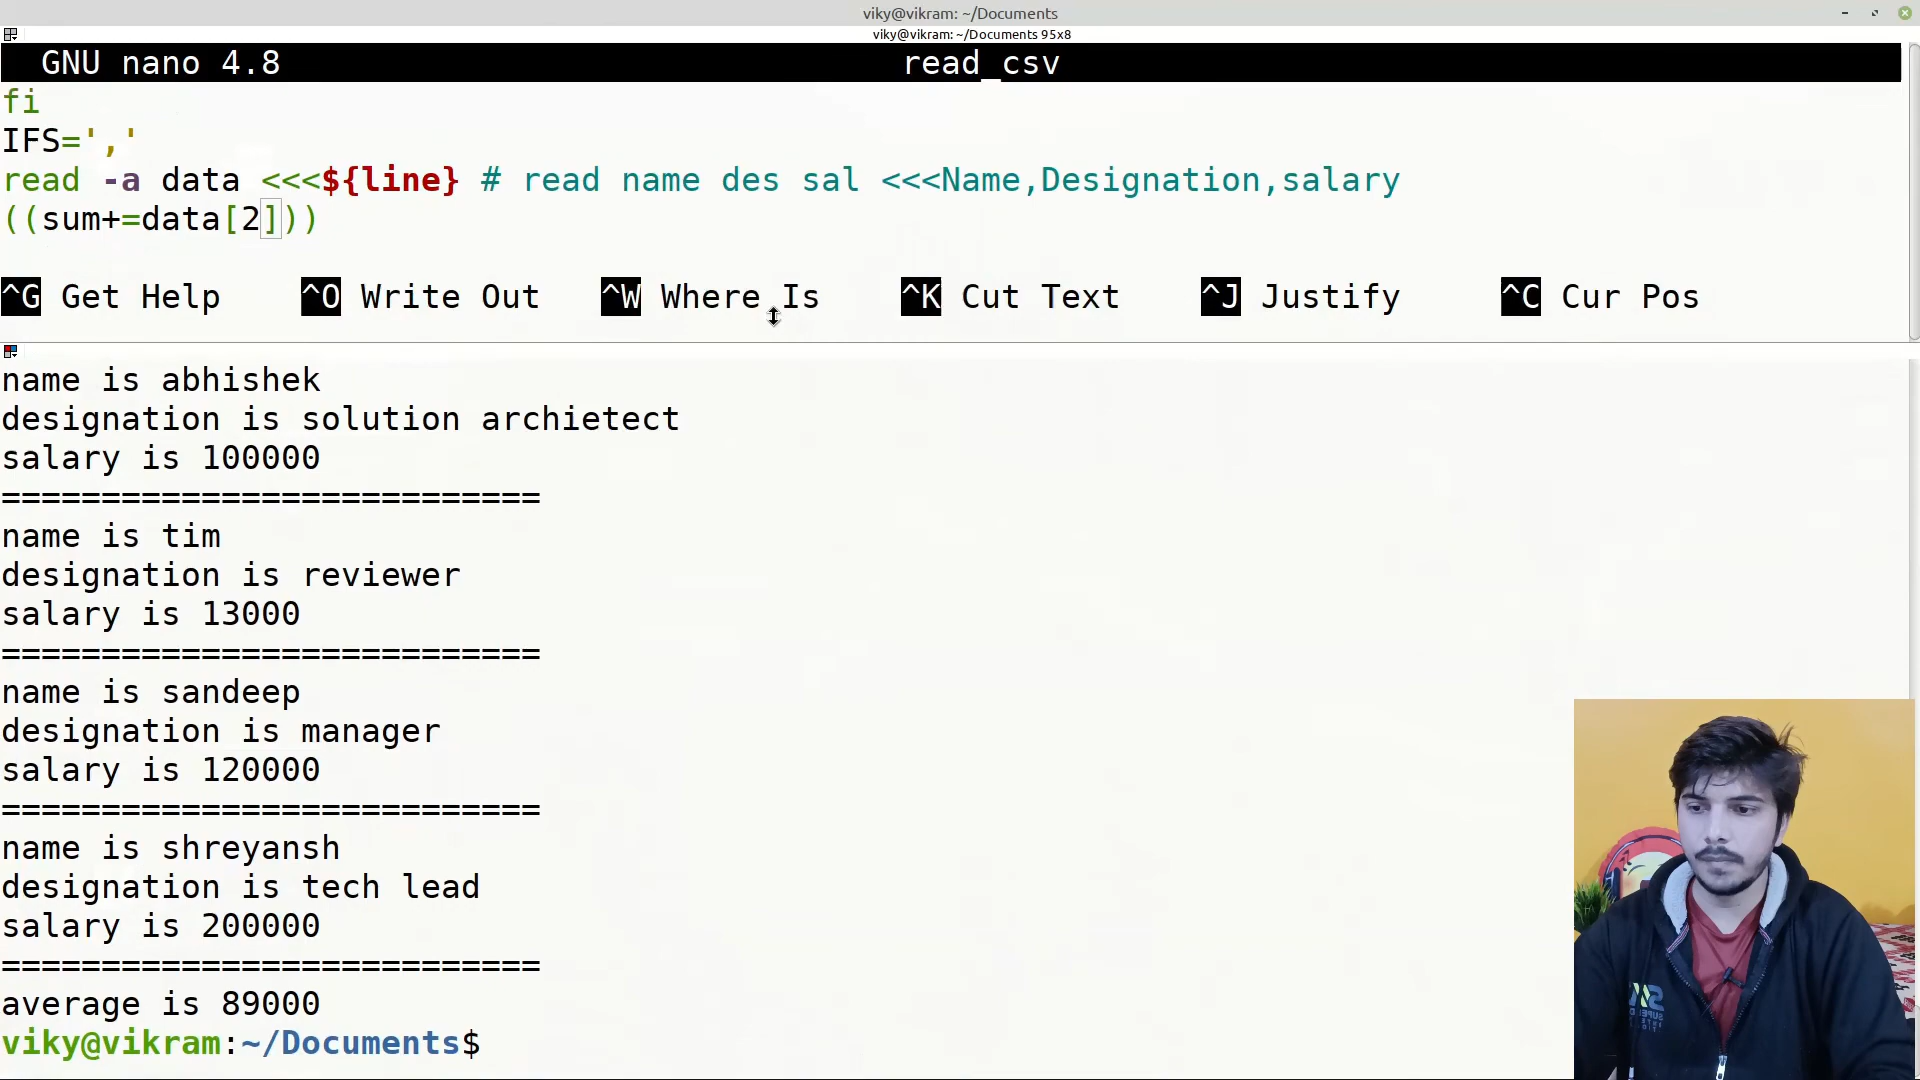 viky@vikram: ~/Documents
viky@vikram: ~/Documents 95x8
GNU nano 4.8 read_csv
fi
IFS=','
read -a data <<<${line} # read name des sal <<<Name,Designation,salary
((sum+=data[2]))
^G Get Help ^O Write Out ^W Where Is ^K Cut Text ^J Justify ^C Cur Pos
name is abhishek
designation is solution archietect
salary is 100000
===========================
name is tim
designation is reviewer
salary is 13000
===========================
name is sandeep
designation is manager
salary is 120000
===========================
name is shreyansh
designation is tech lead
salary is 200000
===========================
average is 89000
viky@vikram:~/Documents$